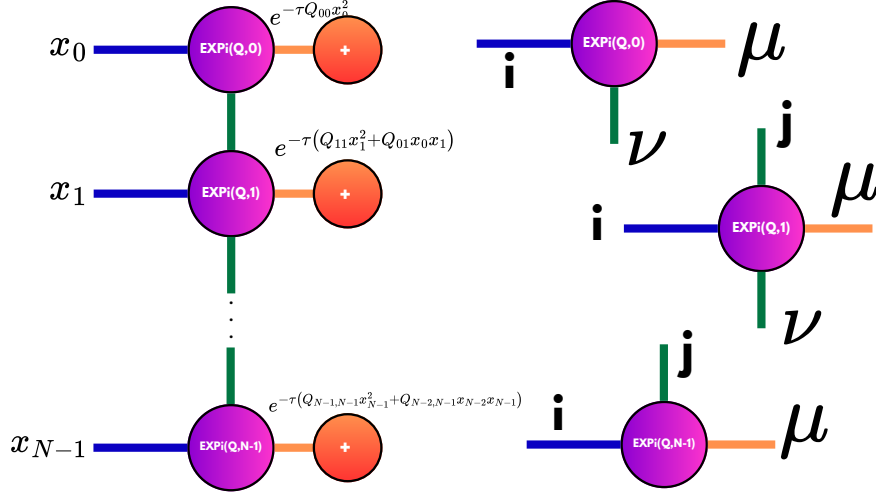 x_0 EXPi(Q,0) e^{-τQ_{00}x_0^2} +
x_1 EXPi(Q,1) e^{-τ(Q_{11}x_1^2+Q_{01}x_0x_1)} +
⋮
x_{N-1} EXPi(Q,N-1) e^{-τ(Q_{N-1,N-1}x_{N-1}^2+Q_{N-2,N-1}x_{N-2}x_{N-1})} +
i EXPi(Q,0) μ
ν
j
i EXPi(Q,1) μ
ν
j
i EXPi(Q,N-1) μ